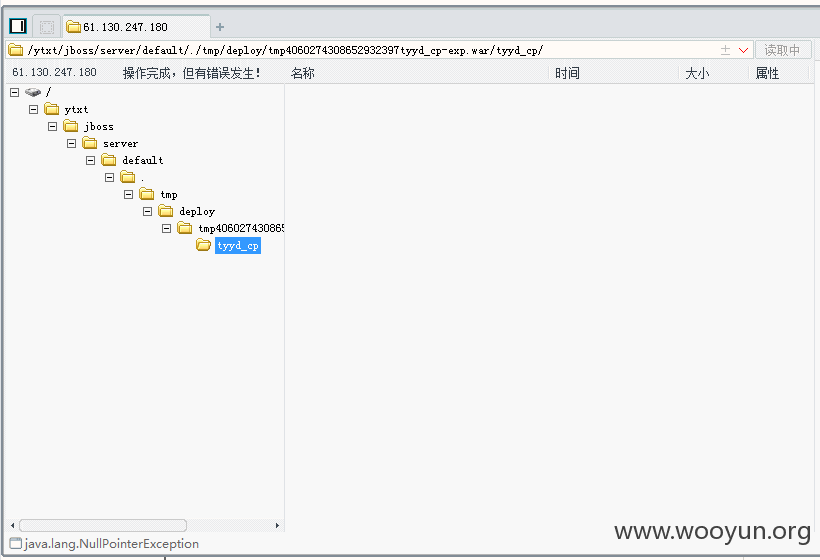 61.130.247.180
/ytxt/jboss/server/default/./tmp/deploy/tmp4060274308652932397tyyd_cp-exp.war/tyyd_cp/ 读取中
61.130.247.180 操作完成，但有错误发生！ 名称 时间 大小 属性
/
ytxt
jboss
server
default
.
tmp
deploy
tmp406027430865
tyyd_cp
www.wooyun.org
java.lang.NullPointerException